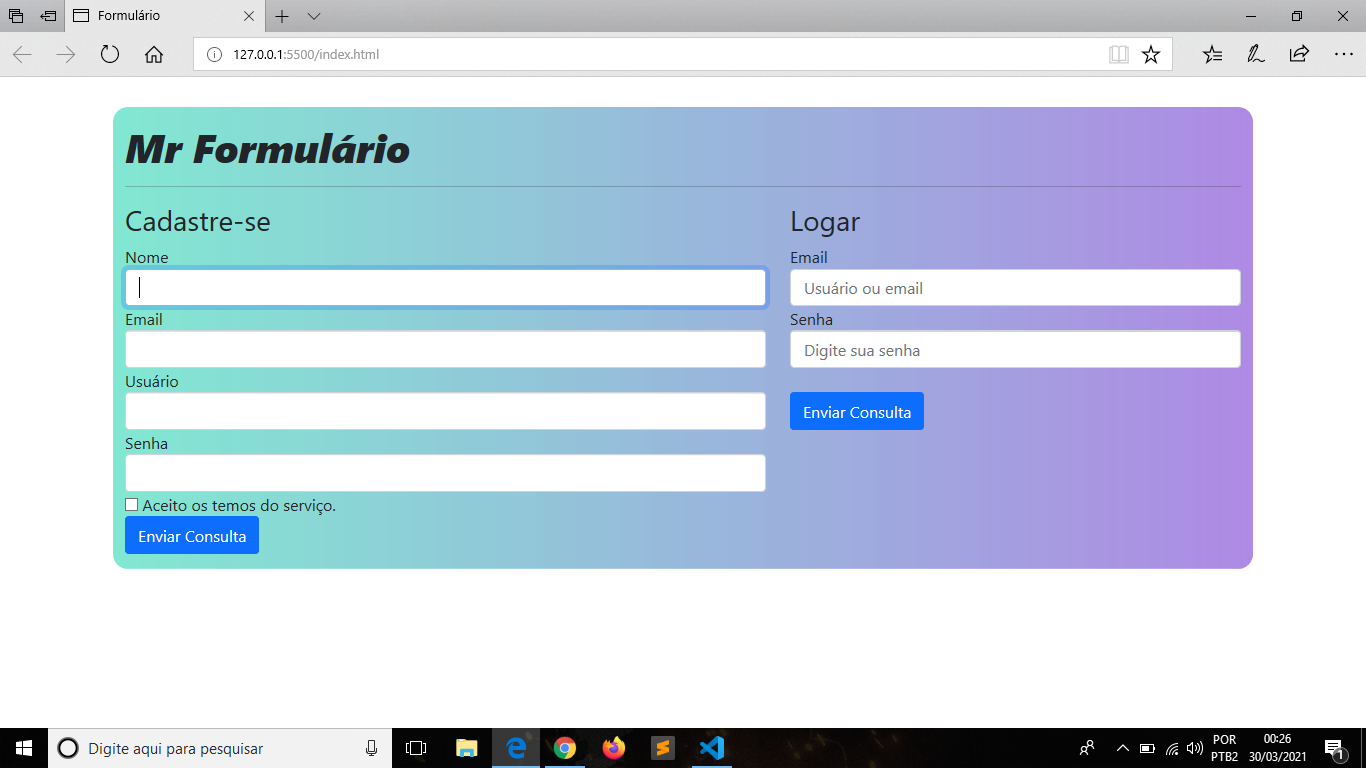 Formulário
127.0.0.1:5500/index.html
Mr Formulário
Cadastre-se
Nome
Email
Usuário
Senha
Aceito os temos do serviço.
Enviar Consulta
Logar
Email
Usuário ou email
Senha
Digite sua senha
Enviar Consulta
Digite aqui para pesquisar
POR
PTB2
00:26
30/03/2021
1